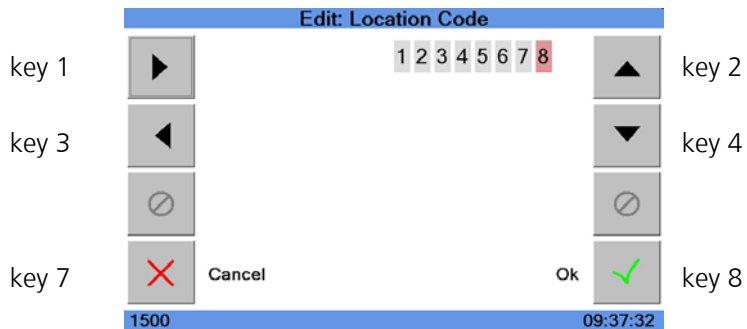 Edit: Location Code
key 1
1 2 3 4 5 6 7 8
key 2
key 3
key 4
key 7
Cancel
Ok
key 8
1500
09:37:32